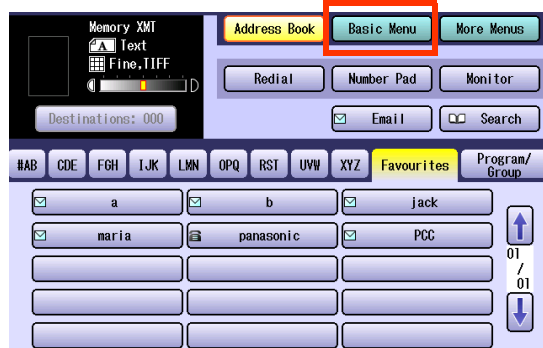 Memory XMT
A Text
Fine,TIFF
D
Destinations: 000
Address Book
Basic Menu
More Menus
Redial
Number Pad
Monitor
Email
Search
#AB CDE FGH IJK LMN OPQ RST UVW XYZ Favourites Program/
Group
a
b
jack
maria
panasonic
PCC
01
/
01